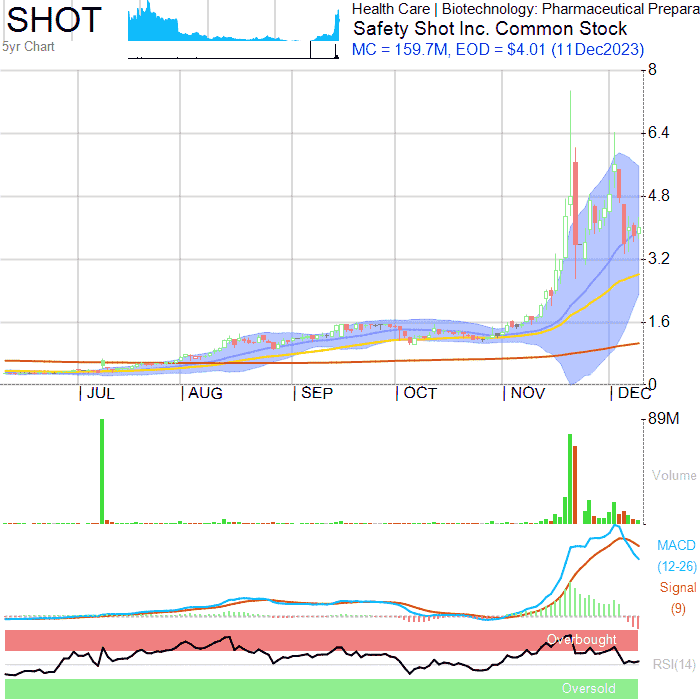 SHOT
5yr Chart
Health Care | Biotechnology: Pharmaceutical Prepara
Safety Shot Inc. Common Stock
MC = 159.7M, EOD = $4.01 (11Dec2023)
8
6.4
4.8
3.2
1.6
0
JUL AUG SEP OCT NOV DEC
89M
Volume
MACD
(12-26)
Signal
(9)
Overbought
RSI(14)
Oversold